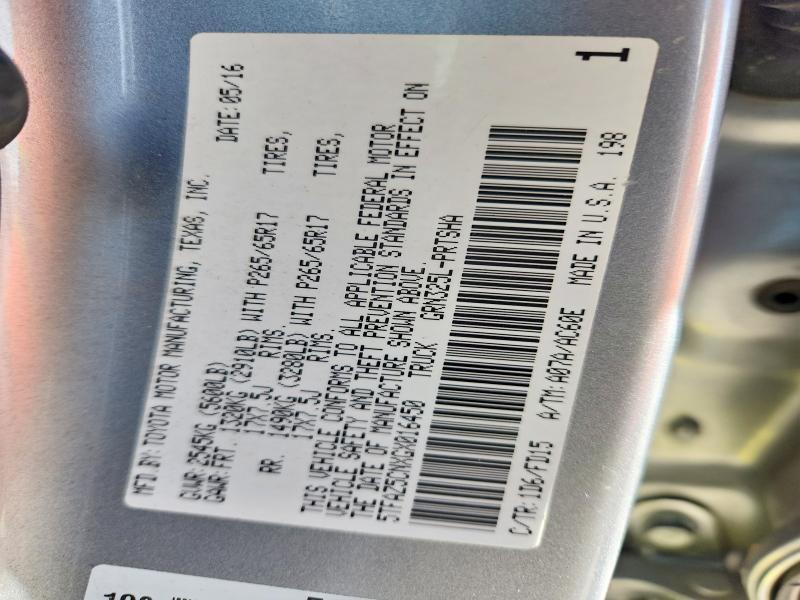 MFD.BY: TOYOTA MOTOR MANUFACTURING, TEXAS, INC. DATE: 05/16
GVWR: 2545KG (5600LB)
GAWR: FRT. 1320KG (2910LB) WITH P265/65R17 TIRES,
17X7.5J RIMS.
RR. 1490KG (3280LB) WITH P265/65R17 TIRES,
17X7.5J RIMS.
THIS VEHICLE CONFORMS TO ALL APPLICABLE FEDERAL MOTOR
VEHICLE SAFETY AND THEFT PREVENTION STANDARDS IN EFFECT ON
THE DATE OF MANUFACTURE SHOWN ABOVE.
5TFAZ5CNXGX016450 TRUCK GRN325L-PRTSHA
C/TR: 1D6/FD15 A/TM: A07A/AC60E MADE IN U.S.A. 198
1